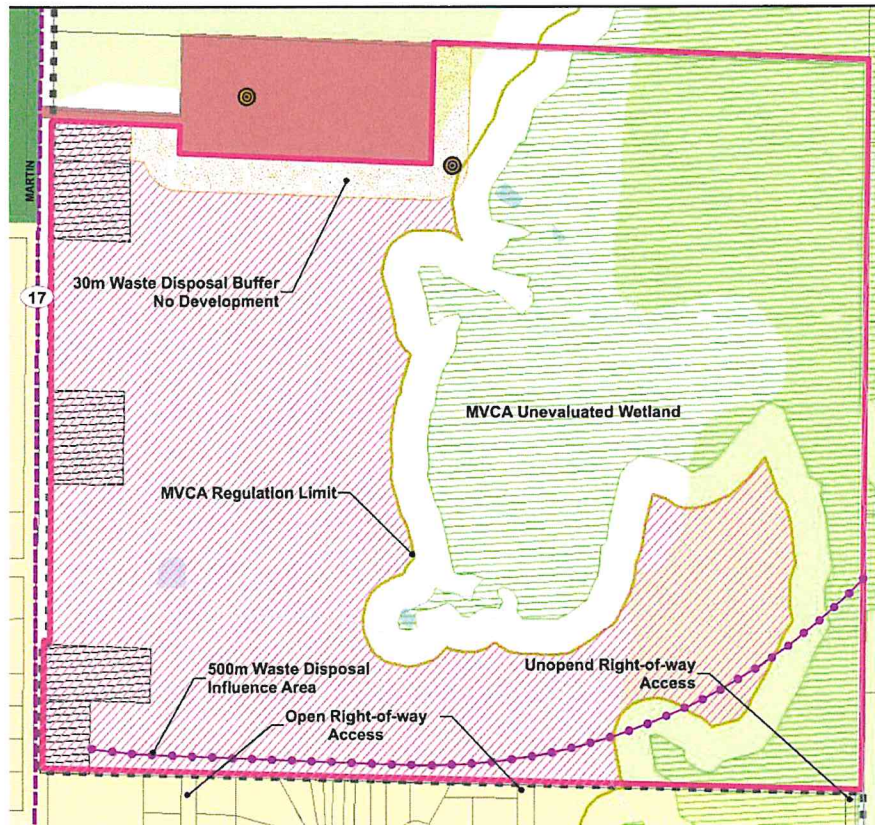 MARTIN
30m Waste Disposal Buffer
No Development
17
MVCA Unevaluated Wetland
MVCA Regulation Limit
500m Waste Disposal
Influence Area
Unopend Right-of-way
Access
Open Right-of-way
Access